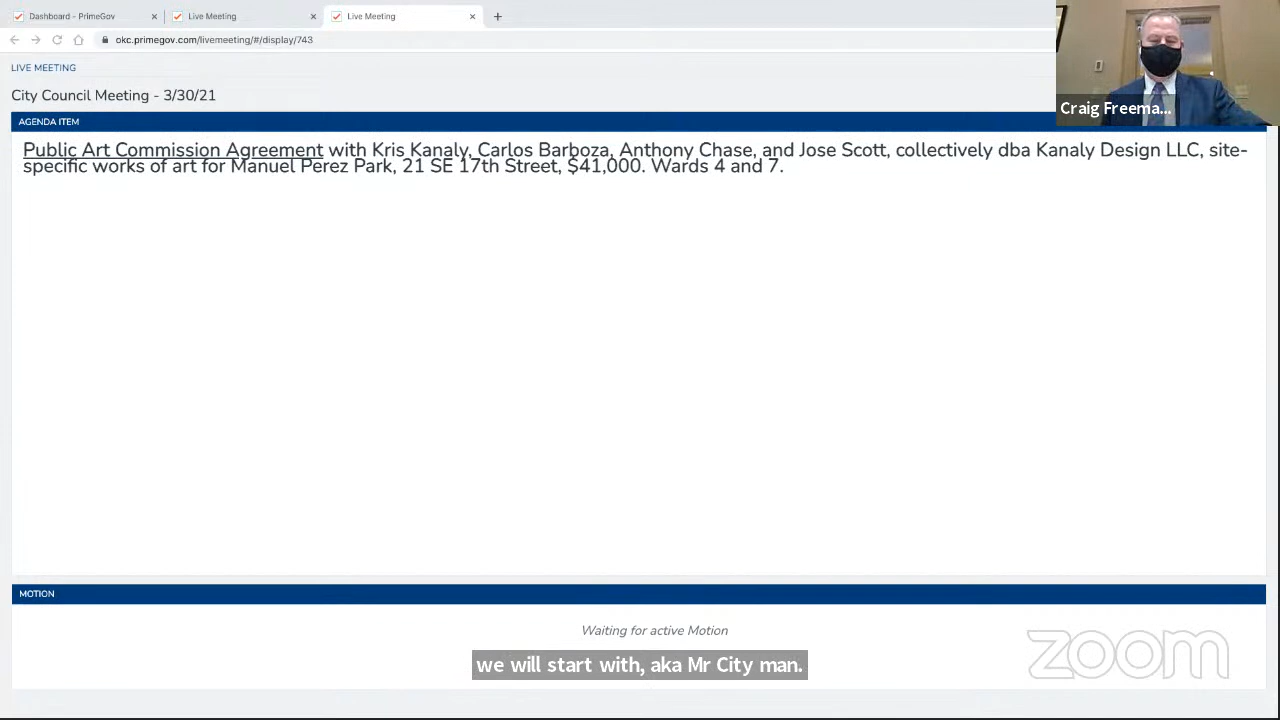 Dashboard - PrimeGov
Live Meeting
Live Meeting
okc.primegov.com/livemeeting/#/display/743
LIVE MEETING
City Council Meeting - 3/30/21
Craig Freema...
AGENDA ITEM
Public Art Commission Agreement with Kris Kanaly, Carlos Barboza, Anthony Chase, and Jose Scott, collectively dba Kanaly Design LLC, site-
specific works of art for Manuel Perez Park, 21 SE 17th Street, $41,000. Wards 4 and 7.
MOTION
Waiting for active Motion
we will start with, aka Mr City man.
zoom